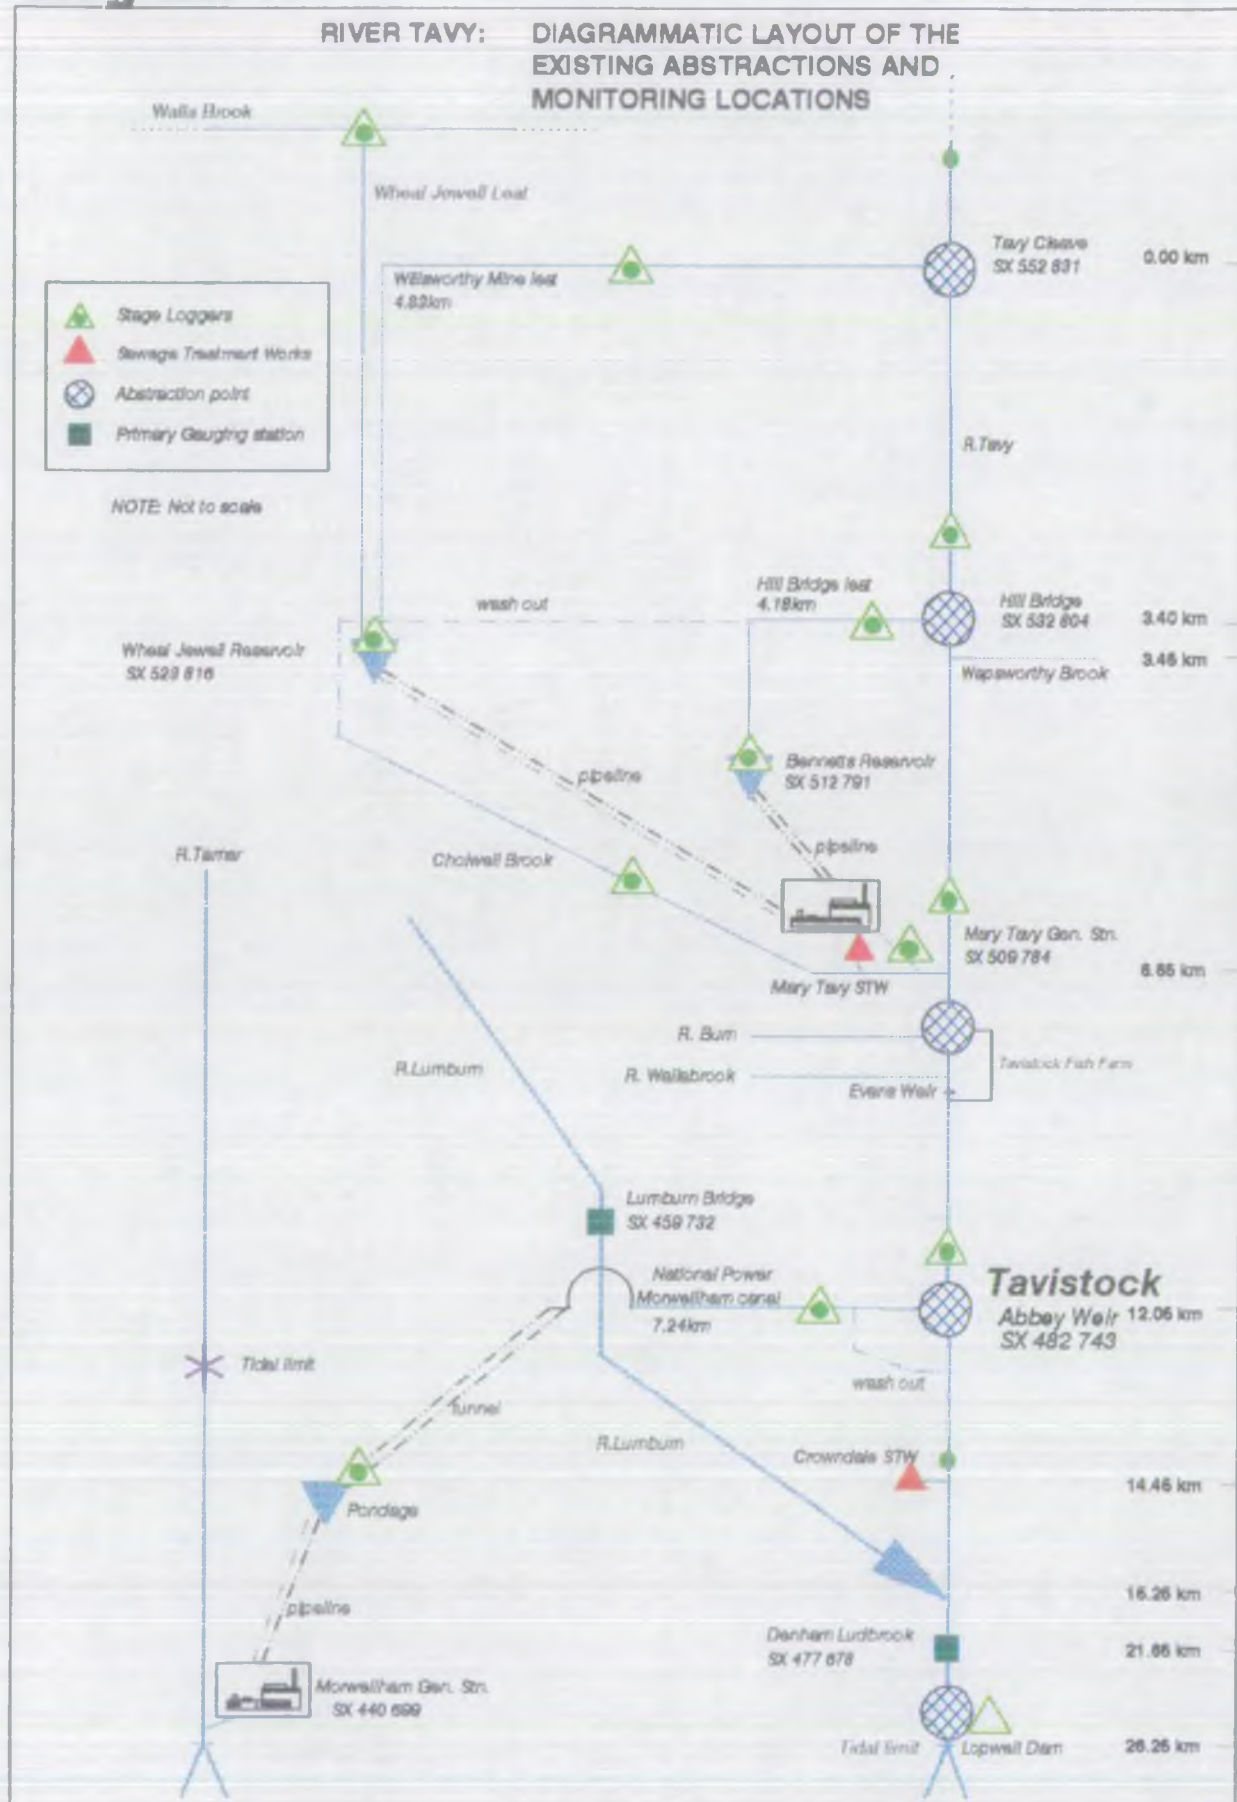 RIVER TAVY: DIAGRAMMATIC LAYOUT OF THE
EXISTING ABSTRACTIONS AND
MONITORING LOCATIONS
Walla Brook
Wheal Jewell Leat
Tavy Cleave
SX 552 831
0.00 km
Willsworthy Mine leat
4.83km
Stage Loggers
Sewage Treatment Works
Abstraction point
Primary Gauging station
NOTE: Not to scale
R.Tavy
Hill Bridge leat
4.18km
wash out
Hill Bridge
SX 532 804
3.40 km
Wheal Jewell Reservoir
SX 529 816
Wapsworthy Brook
3.46 km
pipeline
Bennetts Reservoir
SX 512 791
R.Tamar
Cholwell Brook
pipeline
Mary Tavy Gen. Stn.
SX 509 784
6.65 km
Mary Tavy STW
R. Burn
R.Lumburn
R. Wallabrook
Tavistock Fish Farm
Evans Weir
Lumburn Bridge
SX 459 732
National Power
Morwellham canal
7.24km
Tavistock
Abbey Weir
SX 482 743
12.06 km
Tidal limit
wash out
tunnel
R.Lumburn
Crowndale STW
14.46 km
Pondage
16.26 km
pipeline
Denham Ludbrook
SX 477 678
21.66 km
Morwellham Gen. Stn.
SX 440 699
Tidal limit
Lopwell Dam
26.26 km